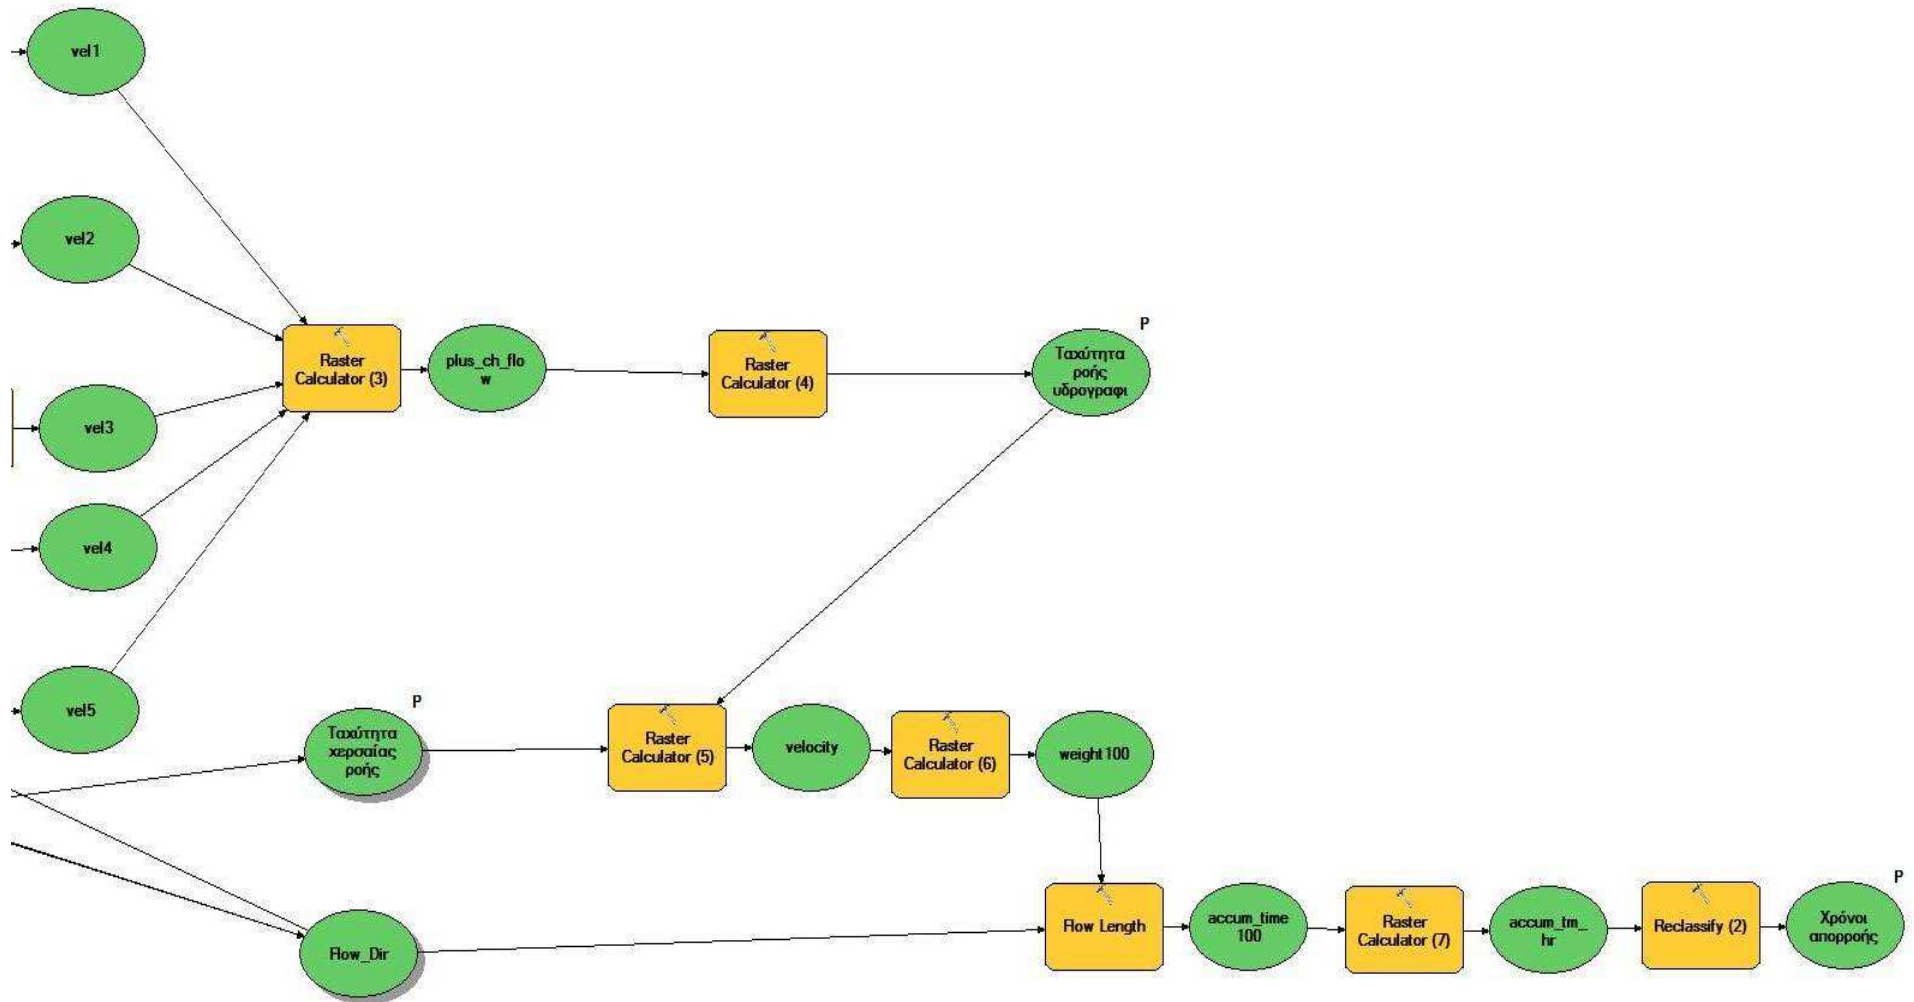 vel1
vel2
Raster
Calculator (3)
plus_ch_flo
w
Raster
Calculator (4)
P
Ταχύτητα
ροής
υδρογραφι
vel3
vel4
vel5
P
Ταχύτητα
χερσαίας
ροής
Raster
Calculator (5)
velocity
Raster
Calculator (6)
weight100
Flow_Dir
Flow Length
accum_time
100
Raster
Calculator (7)
accum_tm_
hr
Reclassify (2)
P
Χρόνοι
απορροής